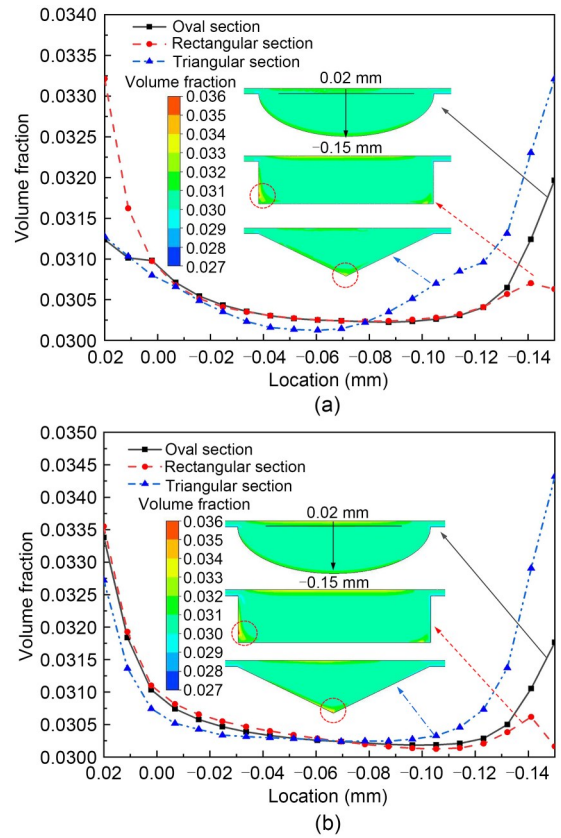 0.0340
0.0335
0.0330
0.0325
0.0320
0.0315
0.0310
0.0305
0.0300
Volume fraction
Oval section
Rectangular section
Triangular section
Volume fraction
0.036
0.035
0.034
0.033
0.032
0.031
0.030
0.029
0.028
0.027
0.02 mm
−0.15 mm
0.02 0.00 −0.02 −0.04 −0.06 −0.08 −0.10 −0.12 −0.14
Location (mm)
(a)
0.0350
0.0345
0.0340
0.0335
0.0330
0.0325
0.0320
0.0315
0.0310
0.0305
0.0300
Volume fraction
Oval section
Rectangular section
Triangular section
Volume fraction
0.036
0.035
0.034
0.033
0.032
0.031
0.030
0.029
0.028
0.027
0.02 mm
−0.15 mm
0.02 0.00 −0.02 −0.04 −0.06 −0.08 −0.10 −0.12 −0.14
Location (mm)
(b)